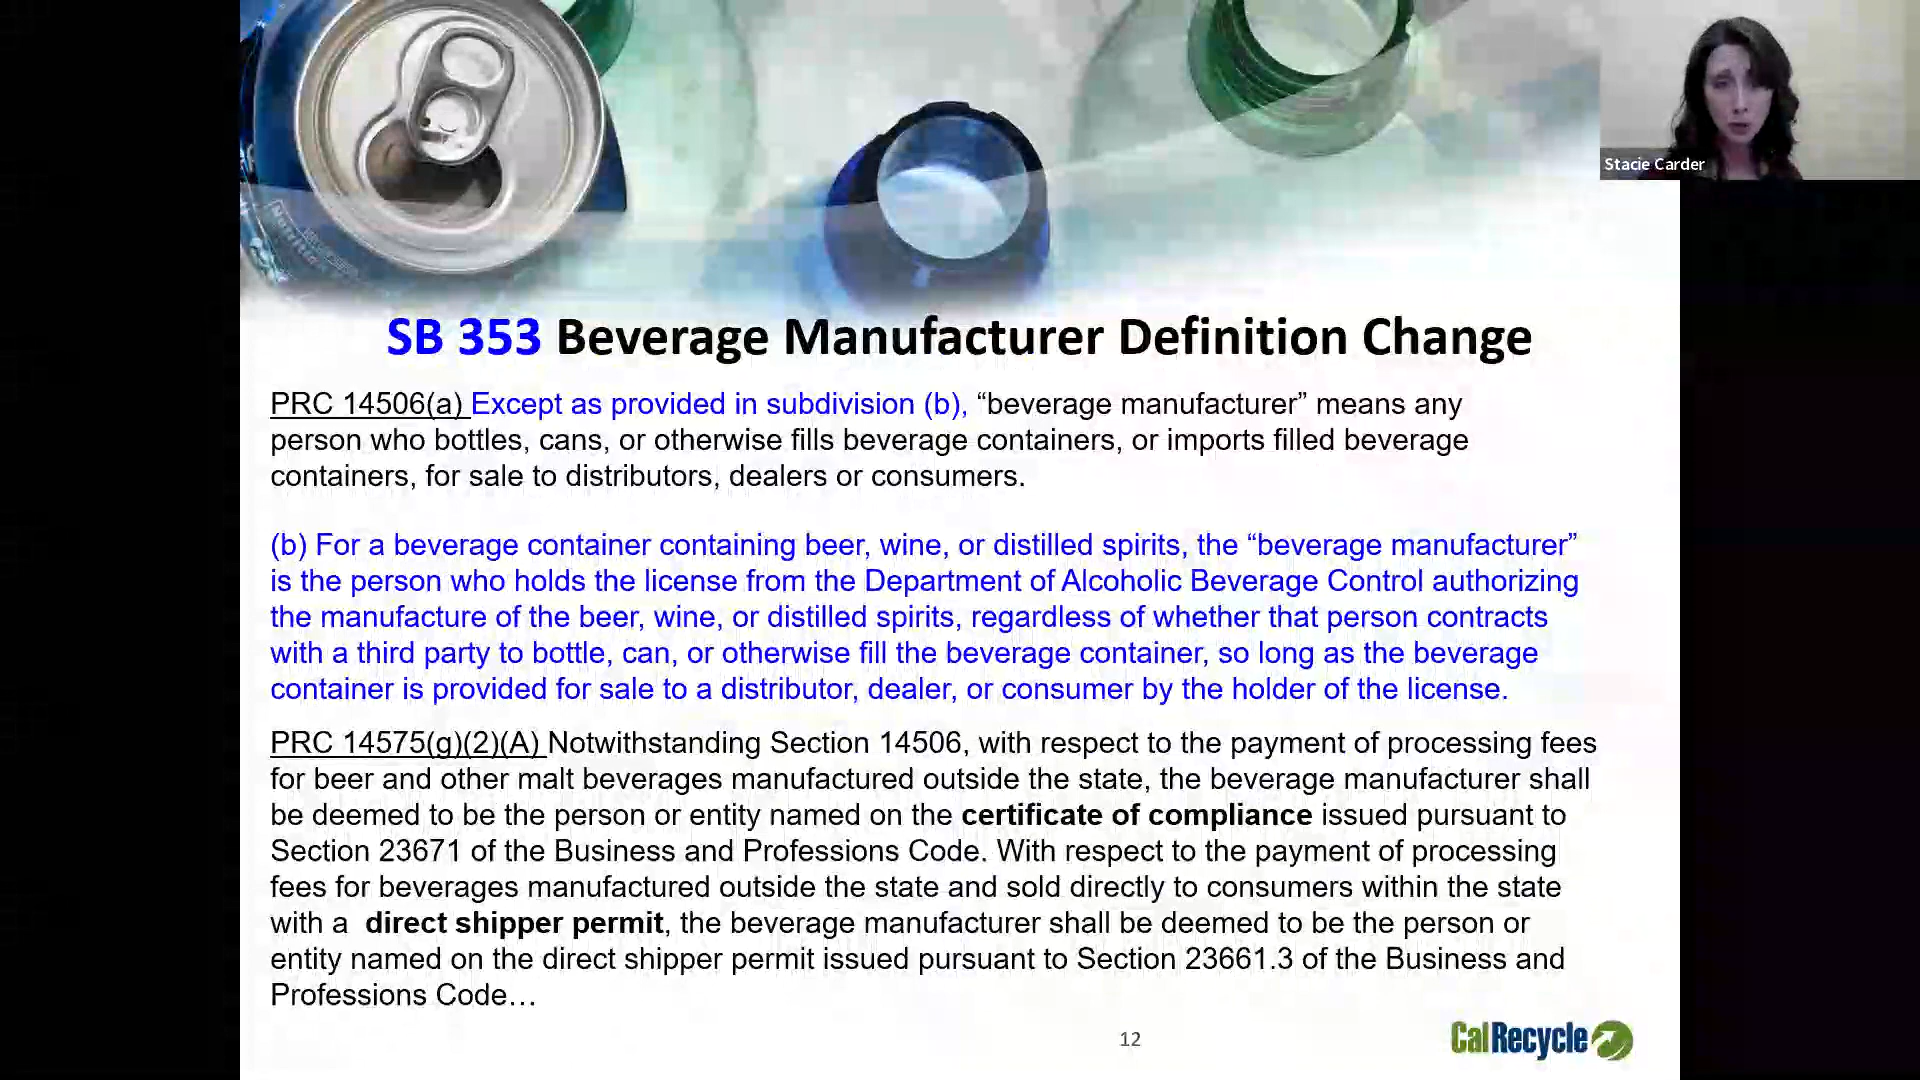 Stacie Carder
SB 353 Beverage Manufacturer Definition Change
PRC 14506(a) Except as provided in subdivision (b), “beverage manufacturer” means any
person who bottles, cans, or otherwise fills beverage containers, or imports filled beverage
containers, for sale to distributors, dealers or consumers.
(b) For a beverage container containing beer, wine, or distilled spirits, the “beverage manufacturer”
is the person who holds the license from the Department of Alcoholic Beverage Control authorizing
the manufacture of the beer, wine, or distilled spirits, regardless of whether that person contracts
with a third party to bottle, can, or otherwise fill the beverage container, so long as the beverage
container is provided for sale to a distributor, dealer, or consumer by the holder of the license.
PRC 14575(g)(2)(A) Notwithstanding Section 14506, with respect to the payment of processing fees
for beer and other malt beverages manufactured outside the state, the beverage manufacturer shall
be deemed to be the person or entity named on the certificate of compliance issued pursuant to
Section 23671 of the Business and Professions Code. With respect to the payment of processing
fees for beverages manufactured outside the state and sold directly to consumers within the state
with a direct shipper permit, the beverage manufacturer shall be deemed to be the person or
entity named on the direct shipper permit issued pursuant to Section 23661.3 of the Business and
Professions Code…
12
CalRecycle